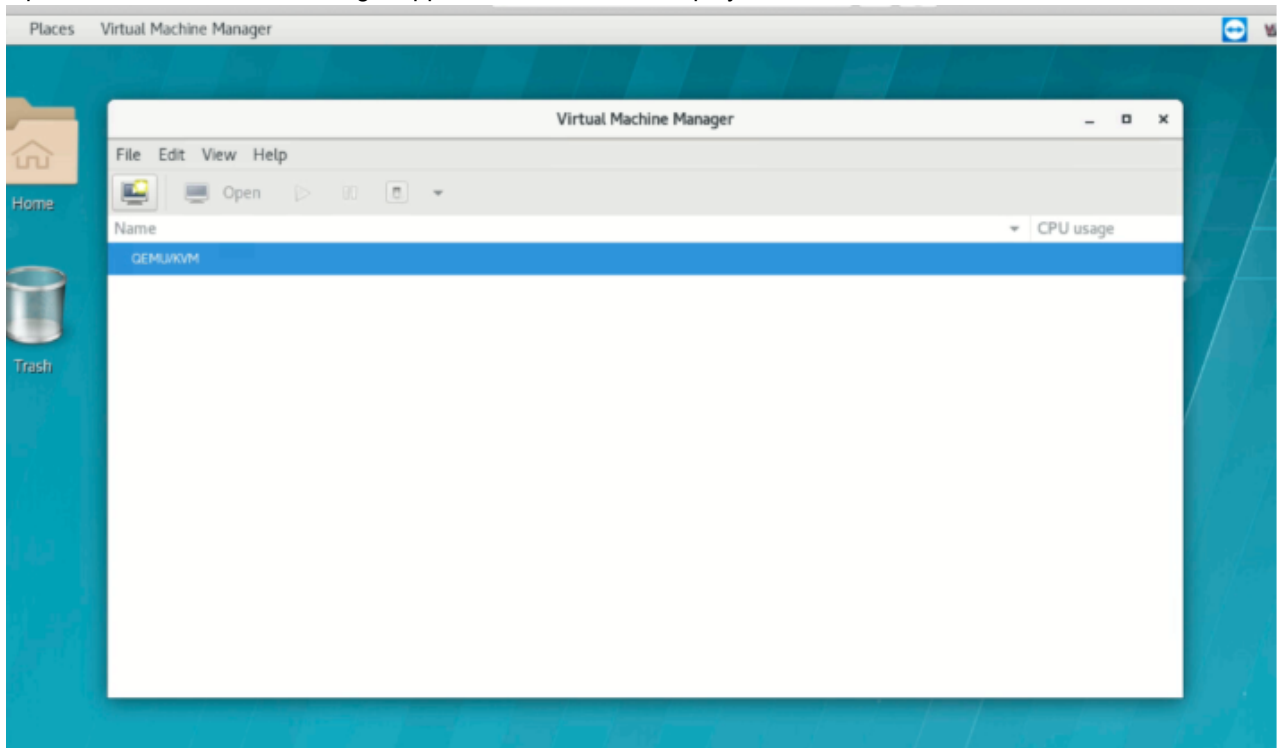 Places Virtual Machine Manager
Virtual Machine Manager
File Edit View Help
Home
Open
Name CPU usage
QEMU/KVM
Trash